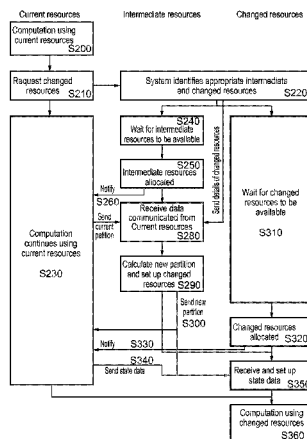 Current resources
Intermediate resources
Changed resources
Computation using
current resources
S200
Request changed
resources
S210
System identifies appropriate intermediate
and changed resources
S220
S240
Wait for intermediate
resources to be
available
S250
Intermediate resources
allocated
Notify
S260
Send
current
partition
Receive data
communicated from
Current resources
S280
Send details of changed resources
Wait for changed
resources to be
available
S310
Computation
continues using
current resources
S230
Calculate new partition
and set up changed
resources
S290
Send new
partition
S300
Changed resources
allocated
S320
Notify
S330
S340
Send state data
Receive and set up
state data
S350
Computation using
changed resources
S360